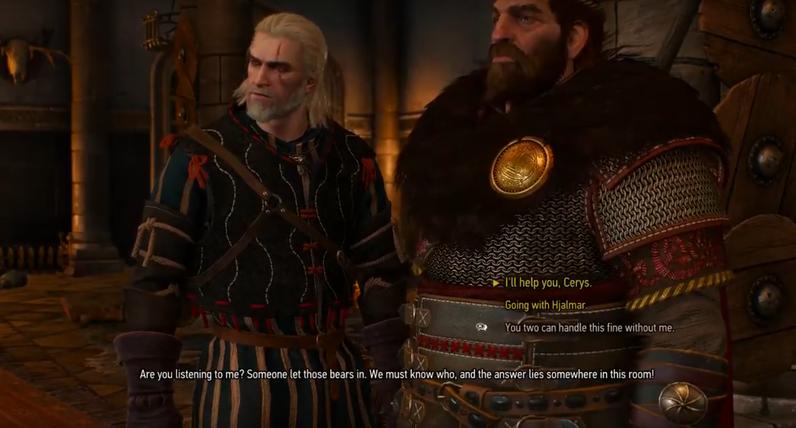 I'll help you, Cerys.
Going with Hjalmar.
You two can handle this fine without me.
Are you listening to me? Someone let those bears in. We must know who, and the answer lies somewhere in this room!